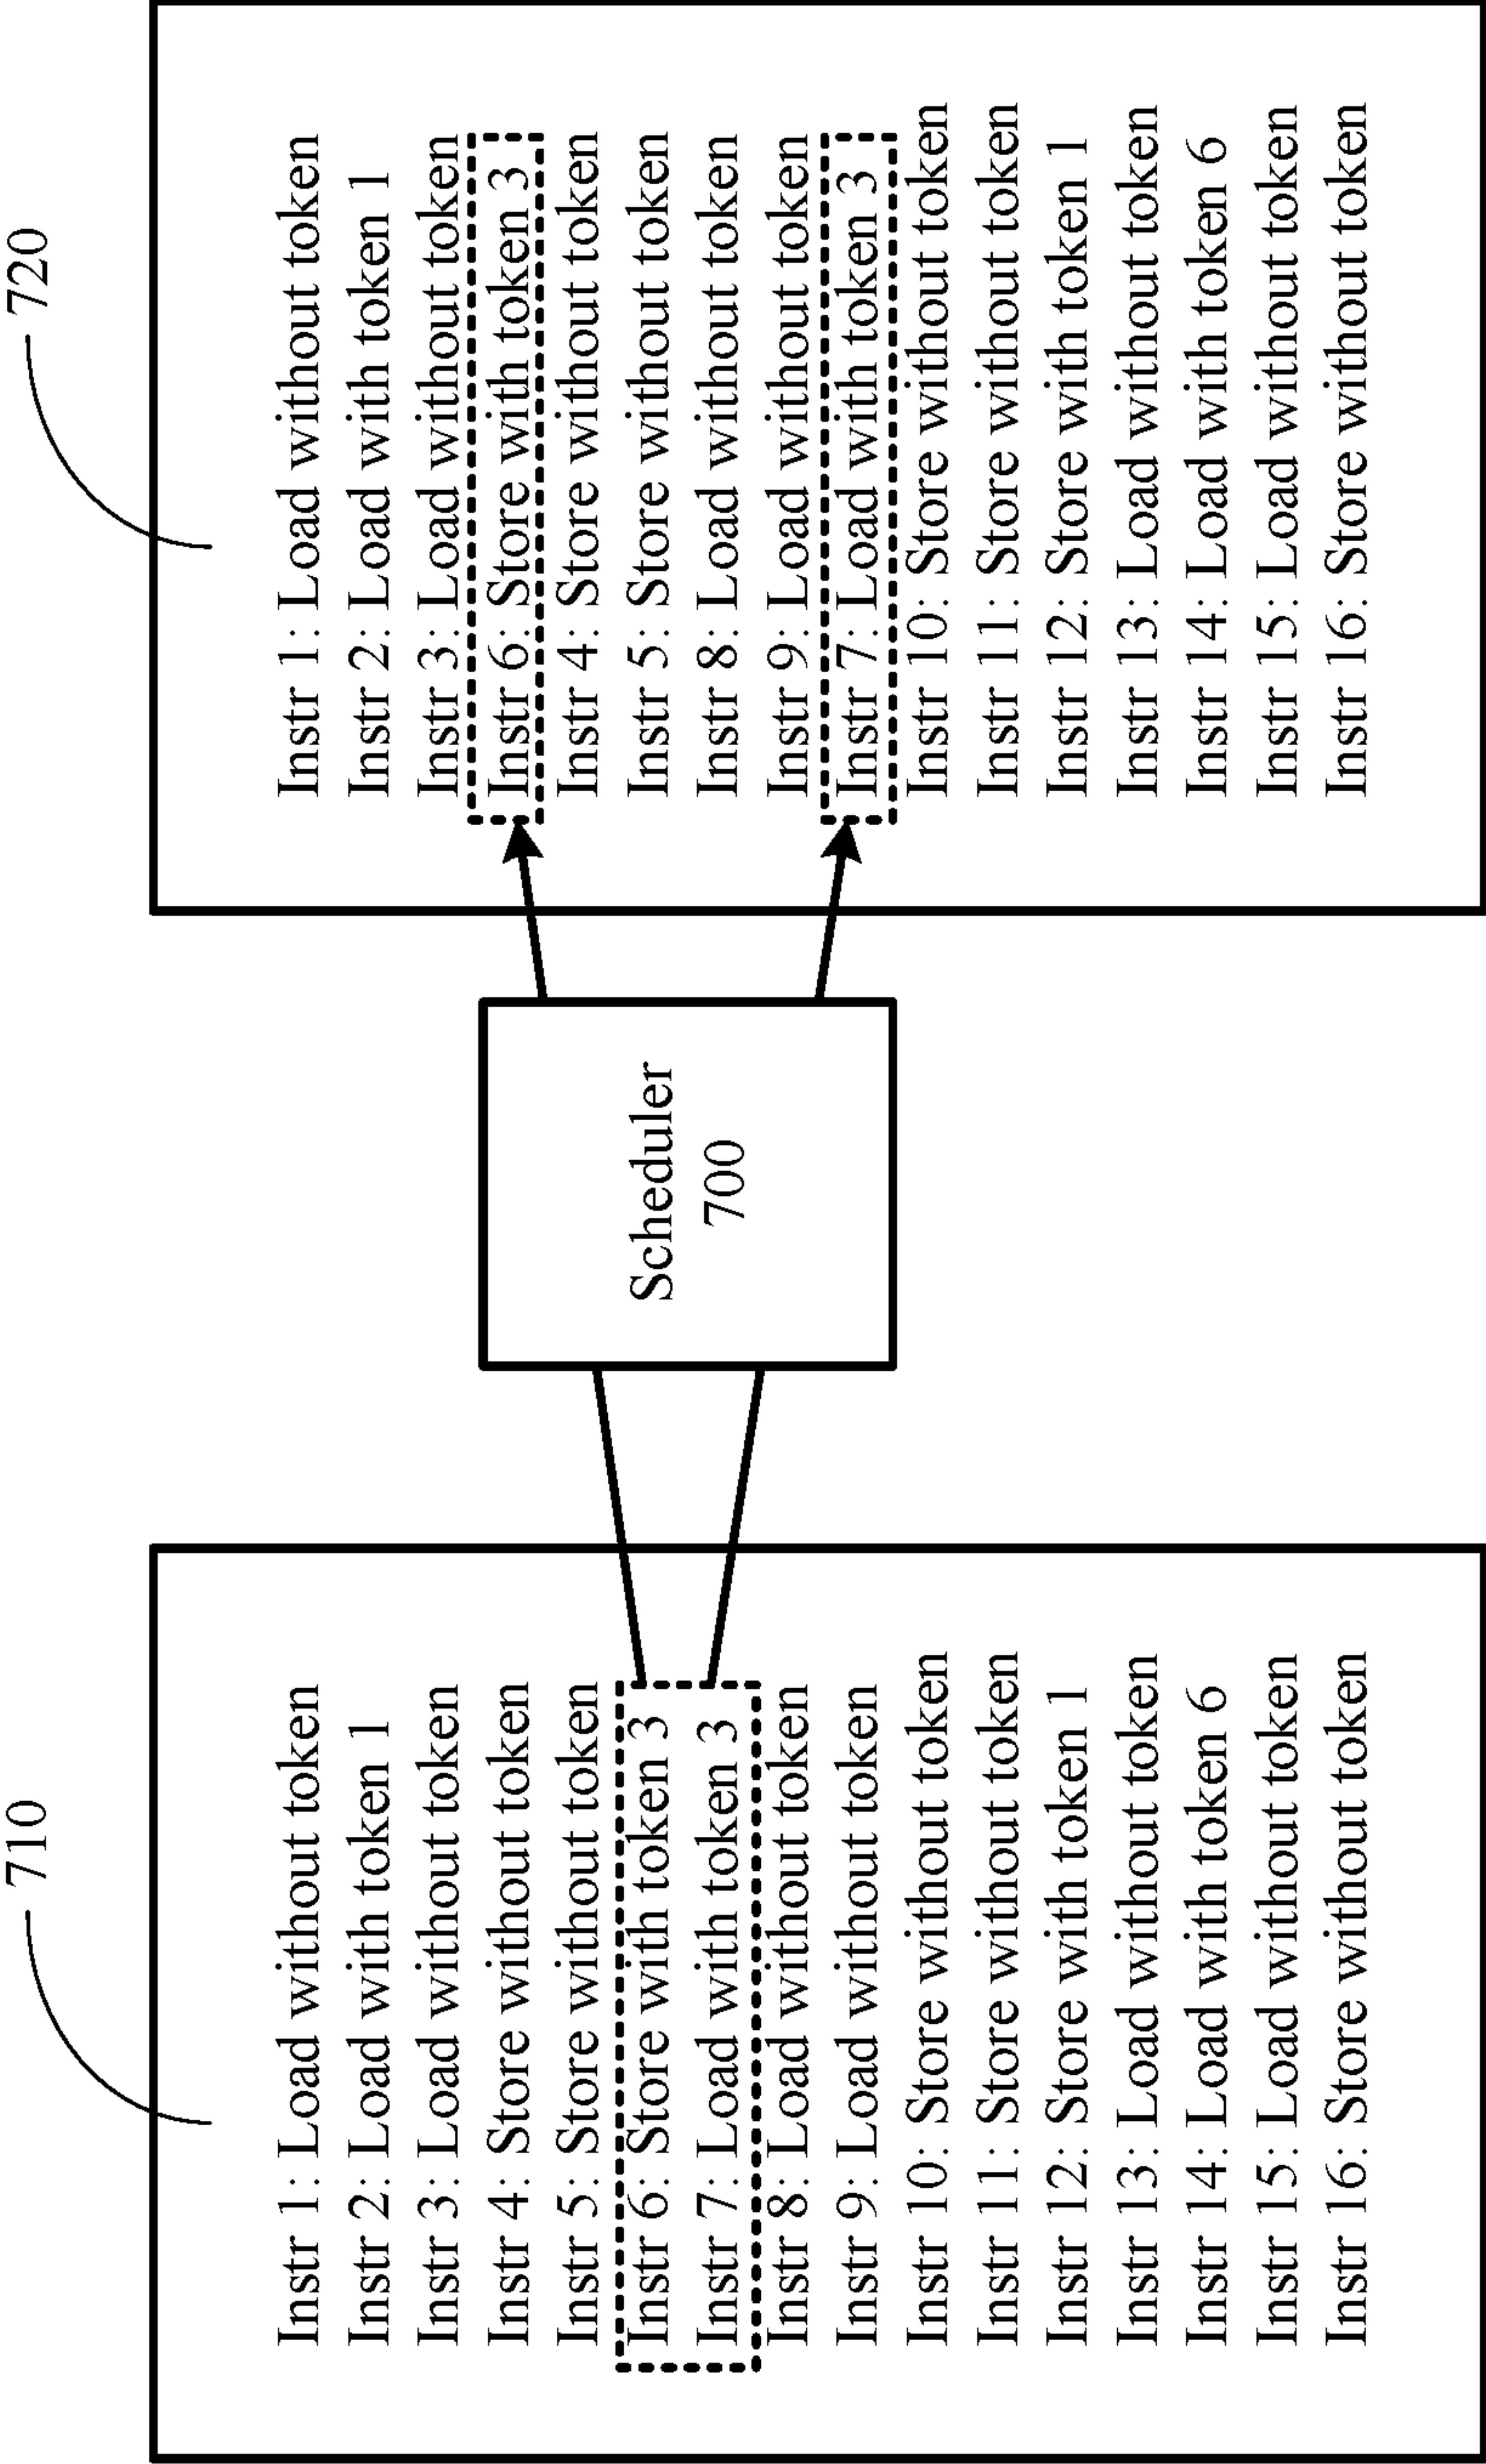 710
Instr 1: Load without token
Instr 2: Load with token 1
Instr 3: Load without token
Instr 4: Store without token
Instr 5: Store without token
Instr 6: Store with token 3
Instr 7: Load with token 3
Instr 8: Load without token
Instr 9: Load without token
Instr 10: Store without token
Instr 11: Store without token
Instr 12: Store with token 1
Instr 13: Load without token
Instr 14: Load with token 6
Instr 15: Load without token
Instr 16: Store without token
Scheduler
700
720
Instr 1: Load without token
Instr 2: Load with token 1
Instr 3: Load without token
Instr 6: Store with token 3
Instr 4: Store without token
Instr 5: Store without token
Instr 8: Load without token
Instr 9: Load without token
Instr 7: Load with token 3
Instr 10: Store without token
Instr 11: Store without token
Instr 12: Store with token 1
Instr 13: Load without token
Instr 14: Load with token 6
Instr 15: Load without token
Instr 16: Store without token